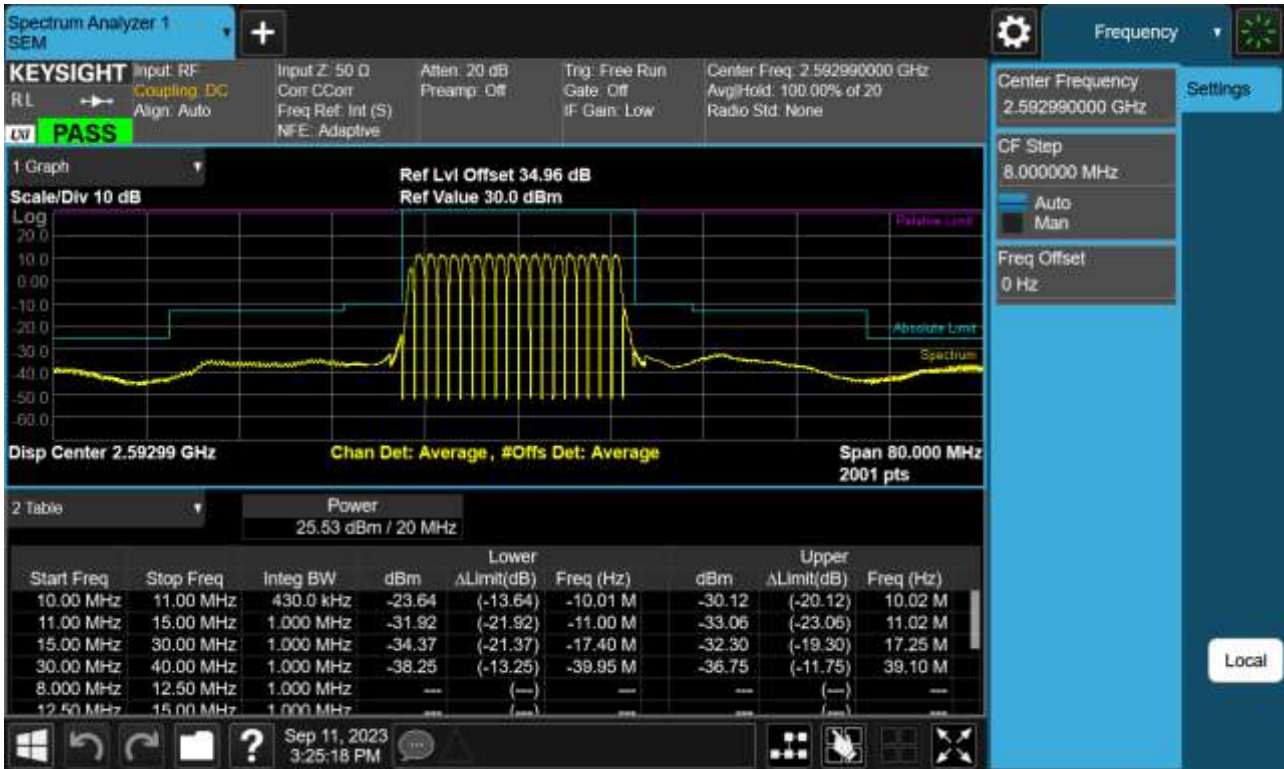 Spectrum Analyzer 1
SEM
+
Frequency
KEYSIGHT
RL
LXI
PASS
Input: RF
Coupling: DC
Align: Auto
Input Z: 50 Ω
Corr CCorr
Freq Ref: Int (S)
NFE: Adaptive
Atten: 20 dB
Preamp: Off
Trig: Free Run
Gate: Off
IF Gain: Low
Center Freq: 2.592990000 GHz
Avg|Hold: 100.00% of 20
Radio Std: None
Center Frequency
2.592990000 GHz
Settings
CF Step
8.000000 MHz
Auto
Man
Freq Offset
0 Hz
Local
1 Graph
Scale/Div 10 dB
Ref Lvl Offset 34.96 dB
Ref Value 30.0 dBm
Log
20.0
10.0
0.00
-10.0
-20.0
-30.0
-40.0
-50.0
-60.0
Relative Limit
Absolute Limit
Spectrum
Disp Center 2.59299 GHz
Chan Det: Average, #Offs Det: Average
Span 80.000 MHz
2001 pts
2 Table
Power
25.53 dBm / 20 MHz
Lower Upper
Start Freq Stop Freq Integ BW dBm ΔLimit(dB) Freq (Hz) dBm ΔLimit(dB) Freq (Hz)
10.00 MHz 11.00 MHz 430.0 kHz -23.64 (-13.64) -10.01 M -30.12 (-20.12) 10.02 M
11.00 MHz 15.00 MHz 1.000 MHz -31.92 (-21.92) -11.00 M -33.06 (-23.06) 11.02 M
15.00 MHz 30.00 MHz 1.000 MHz -34.37 (-21.37) -17.40 M -32.30 (-19.30) 17.25 M
30.00 MHz 40.00 MHz 1.000 MHz -38.25 (-13.25) -39.95 M -36.75 (-11.75) 39.10 M
8.000 MHz 12.50 MHz 1.000 MHz --- (---) --- --- (---) ---
12.50 MHz 15.00 MHz 1.000 MHz --- (---) --- --- (---) ---
?
Sep 11, 2023
3:25:18 PM